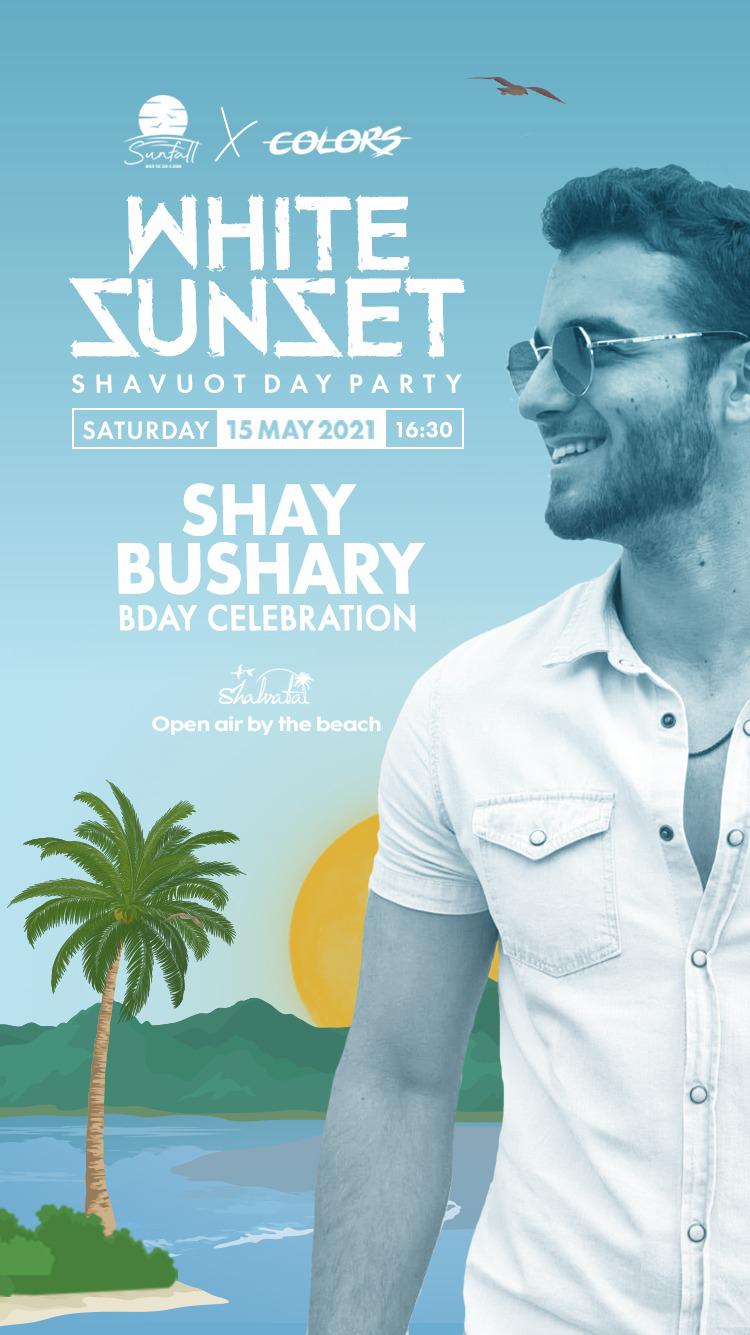 Sunfall X COLORS
WHITE
SUNSET
SHAVUOT DAY PARTY
SATURDAY 15 MAY 2021 16:30
SHAY
BUSHARY
BDAY CELEBRATION
Shalvata
Open air by the beach